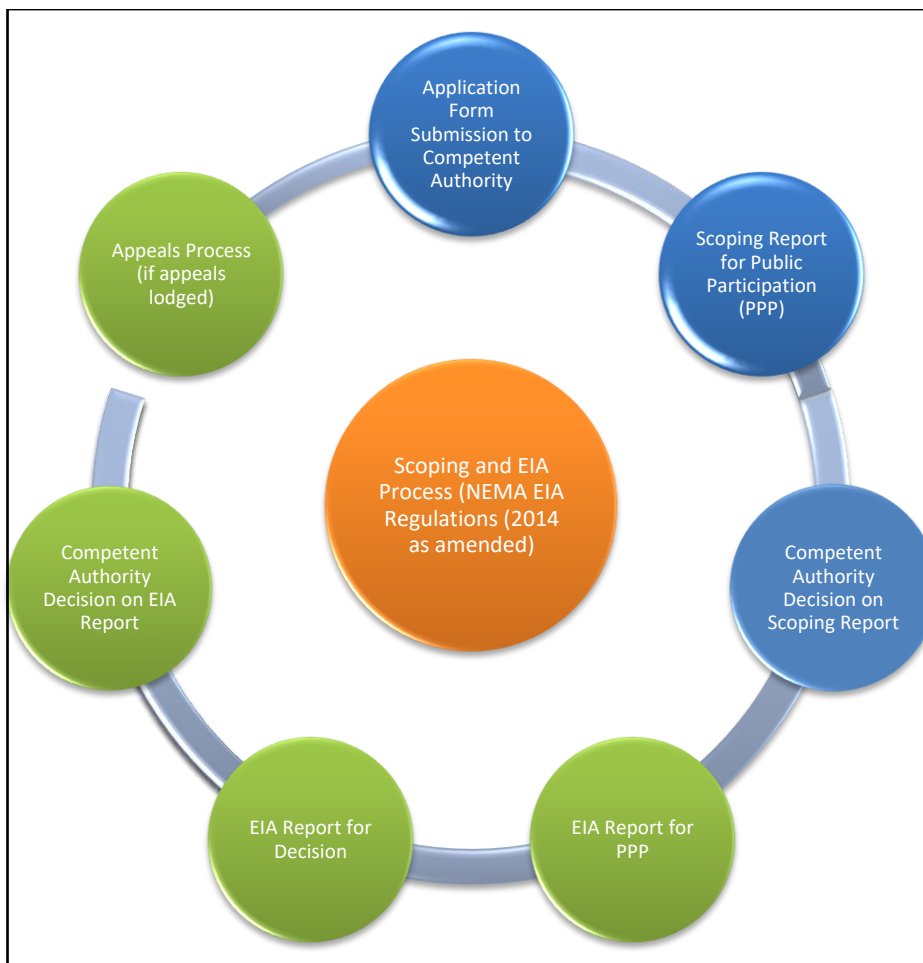 Application
Form
Submission to
Competent
Authority
Scoping Report
for Public
Participation
(PPP)
Competent
Authority
Decision on
Scoping Report
EIA Report for
PPP
EIA Report for
Decision
Competent
Authority
Decision on EIA
Report
Appeals Process
(if appeals
lodged)
Scoping and EIA
Process (NEMA EIA
Regulations (2014
as amended)